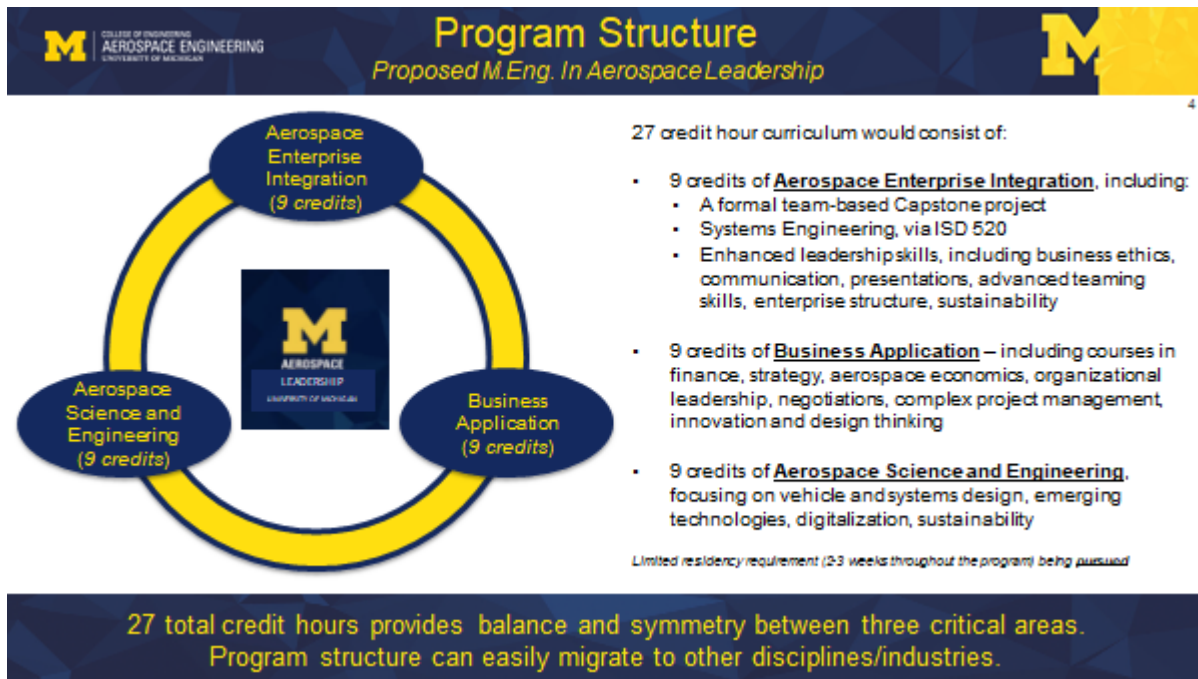 COLLEGE OF ENGINEERING
AEROSPACE ENGINEERING
UNIVERSITY OF MICHIGAN
Program Structure
Proposed M.Eng. In Aerospace Leadership
4
Aerospace
Enterprise
Integration
(9 credits)
M
AEROSPACE
LEADERSHIP
UNIVERSITY OF MICHIGAN
Aerospace
Science and
Engineering
(9 credits)
Business
Application
(9 credits)
27 credit hour curriculum would consist of:
▪ 9 credits of Aerospace Enterprise Integration, including:
▪ A formal team-based Capstone project
▪ Systems Engineering, via ISD 520
▪ Enhanced leadership skills, including business ethics,
communication, presentations, advanced teaming
skills, enterprise structure, sustainability
▪ 9 credits of Business Application – including courses in
finance, strategy, aerospace economics, organizational
leadership, negotiations, complex project management,
innovation and design thinking
▪ 9 credits of Aerospace Science and Engineering,
focusing on vehicle and systems design, emerging
technologies, digitalization, sustainability
Limited residency requirement (2-3 weeks throughout the program) being pursued
27 total credit hours provides balance and symmetry between three critical areas.
Program structure can easily migrate to other disciplines/industries.